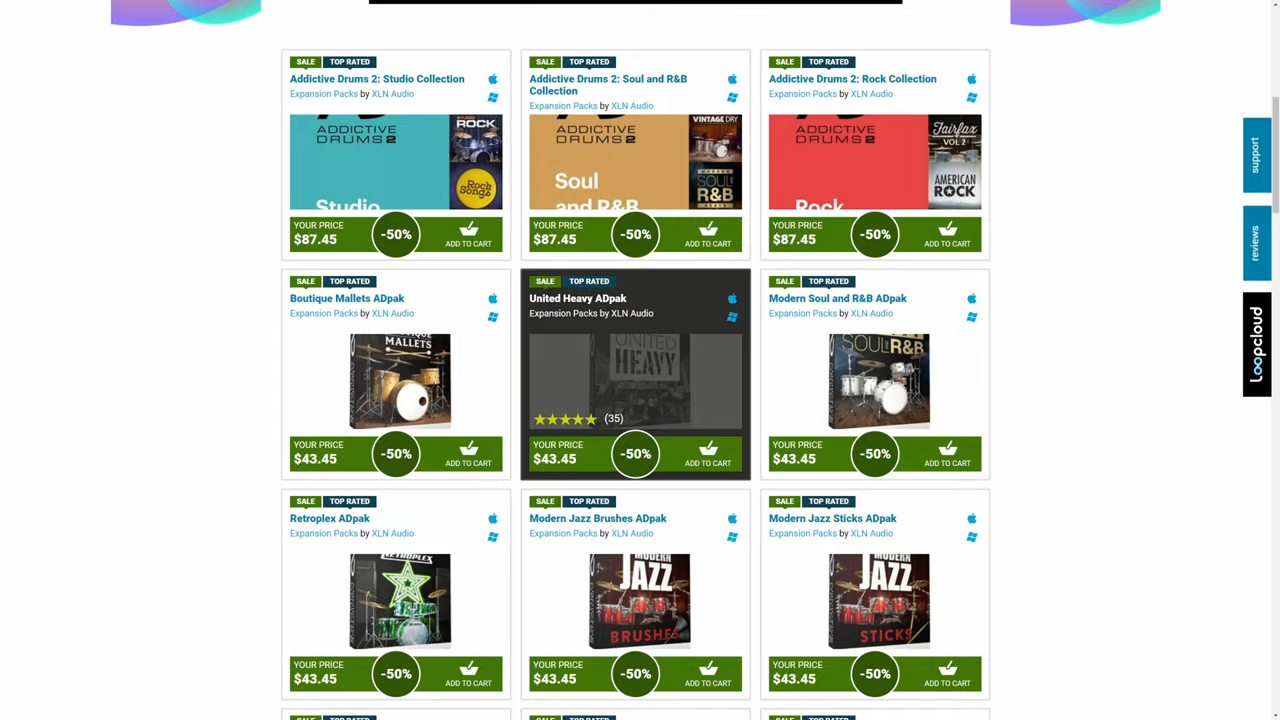 SALE TOP RATED
Addictive Drums 2: Studio Collection
Expansion Packs by XLN Audio
ADDICTIVE
DRUMS 2
Studio
STUDIO
ROCK
Rock
Songs
YOUR PRICE
$87.45
-50%
ADD TO CART
SALE TOP RATED
Addictive Drums 2: Soul and R&B
Collection
Expansion Packs by XLN Audio
ADDICTIVE
DRUMS 2
Soul
and R&B
VINTAGE DRY
MODERN
SOUL
R&B
BEATS
YOUR PRICE
$87.45
-50%
ADD TO CART
SALE TOP RATED
Addictive Drums 2: Rock Collection
Expansion Packs by XLN Audio
ADDICTIVE
DRUMS 2
Rock
Fairfax
VOL 2
AMERICAN
ROCK
YOUR PRICE
$87.45
-50%
ADD TO CART
SALE TOP RATED
Boutique Mallets ADpak
Expansion Packs by XLN Audio
MALLETS
YOUR PRICE
$43.45
-50%
ADD TO CART
SALE TOP RATED
United Heavy ADpak
Expansion Packs by XLN Audio
UNITED
HEAVY
(35)
YOUR PRICE
$43.45
-50%
ADD TO CART
SALE TOP RATED
Modern Soul and R&B ADpak
Expansion Packs by XLN Audio
SOUL R&B
YOUR PRICE
$43.45
-50%
ADD TO CART
SALE TOP RATED
Retroplex ADpak
Expansion Packs by XLN Audio
RETROPLEX
YOUR PRICE
$43.45
-50%
ADD TO CART
SALE TOP RATED
Modern Jazz Brushes ADpak
Expansion Packs by XLN Audio
MODERN
JAZZ
BRUSHES
YOUR PRICE
$43.45
-50%
ADD TO CART
SALE TOP RATED
Modern Jazz Sticks ADpak
Expansion Packs by XLN Audio
MODERN
JAZZ
STICKS
YOUR PRICE
$43.45
-50%
ADD TO CART
support
reviews
loopcloud